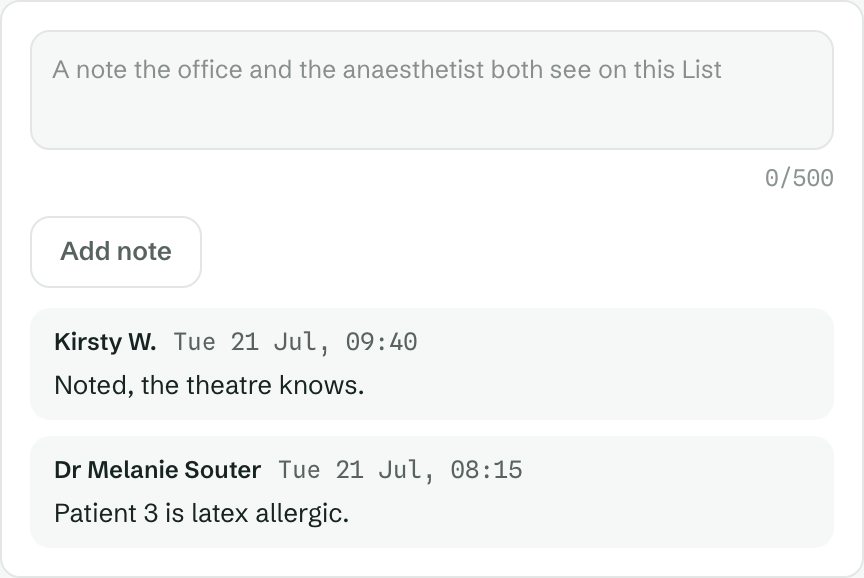 A note the office and the anaesthetist both see on this List
0/500
Add note
Kirsty W. Tue 21 Jul, 09:40
Noted, the theatre knows.
Dr Melanie Souter Tue 21 Jul, 08:15
Patient 3 is latex allergic.